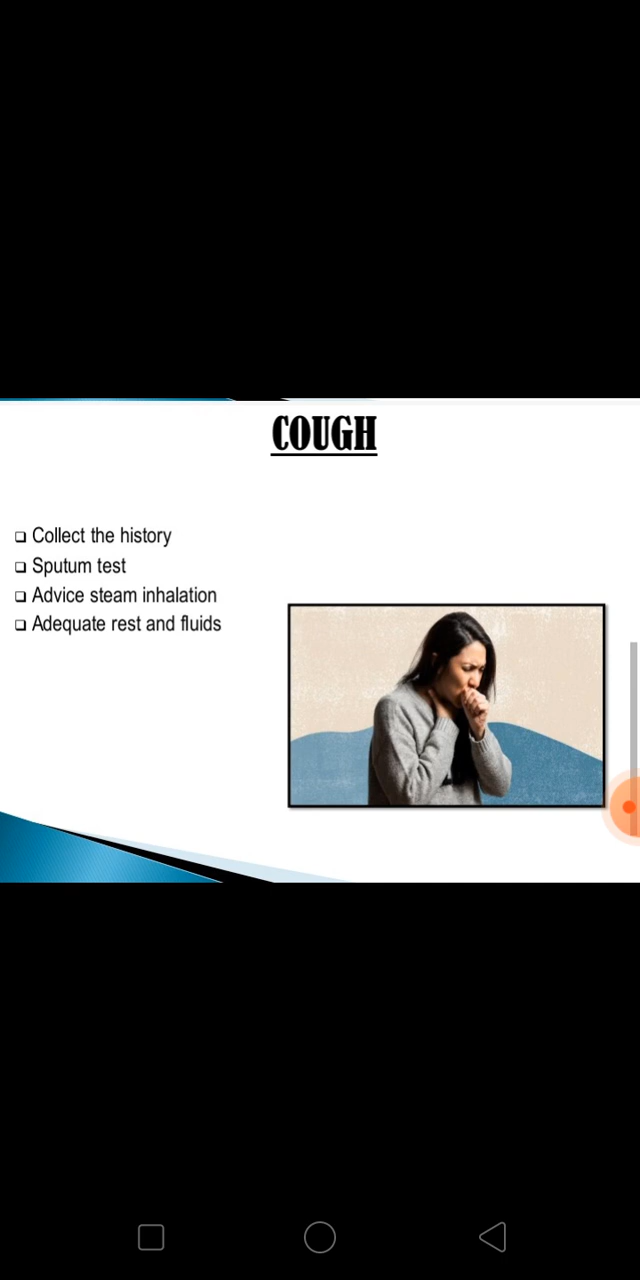 COUGH
❑ Collect the history
❑ Sputum test
❑ Advice steam inhalation
❑ Adequate rest and fluids